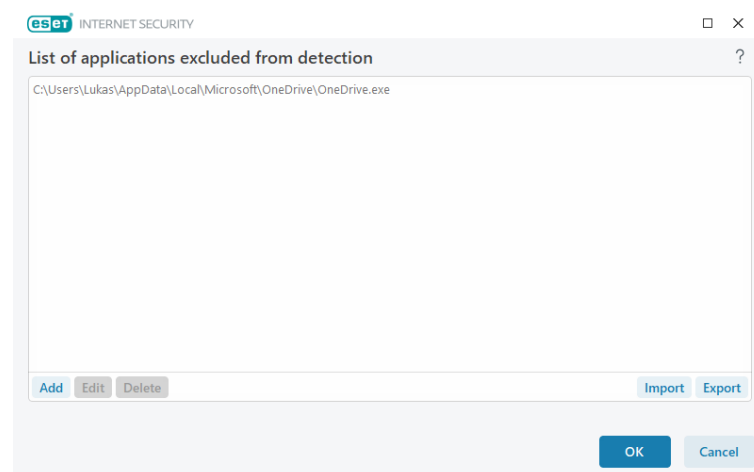 eset INTERNET SECURITY
List of applications excluded from detection ?
C:\Users\Lukas\AppData\Local\Microsoft\OneDrive\OneDrive.exe
Add Edit Delete Import Export
OK Cancel